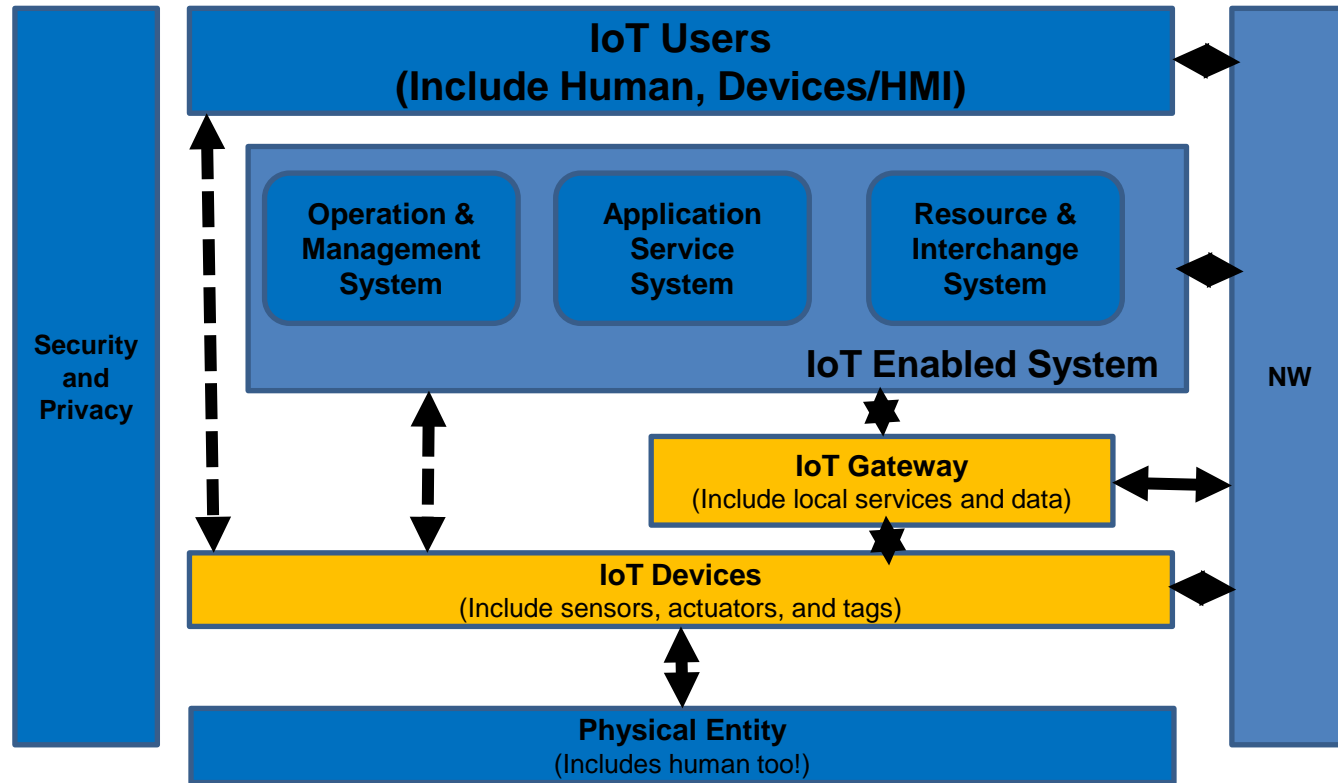 IoT Users
(Include Human, Devices/HMI)
Operation &
Management
System
Application
Service
System
Resource &
Interchange
System
IoT Enabled System
Security
and
Privacy
NW
IoT Gateway
(Include local services and data)
IoT Devices
(Include sensors, actuators, and tags)
Physical Entity
(Includes human too!)